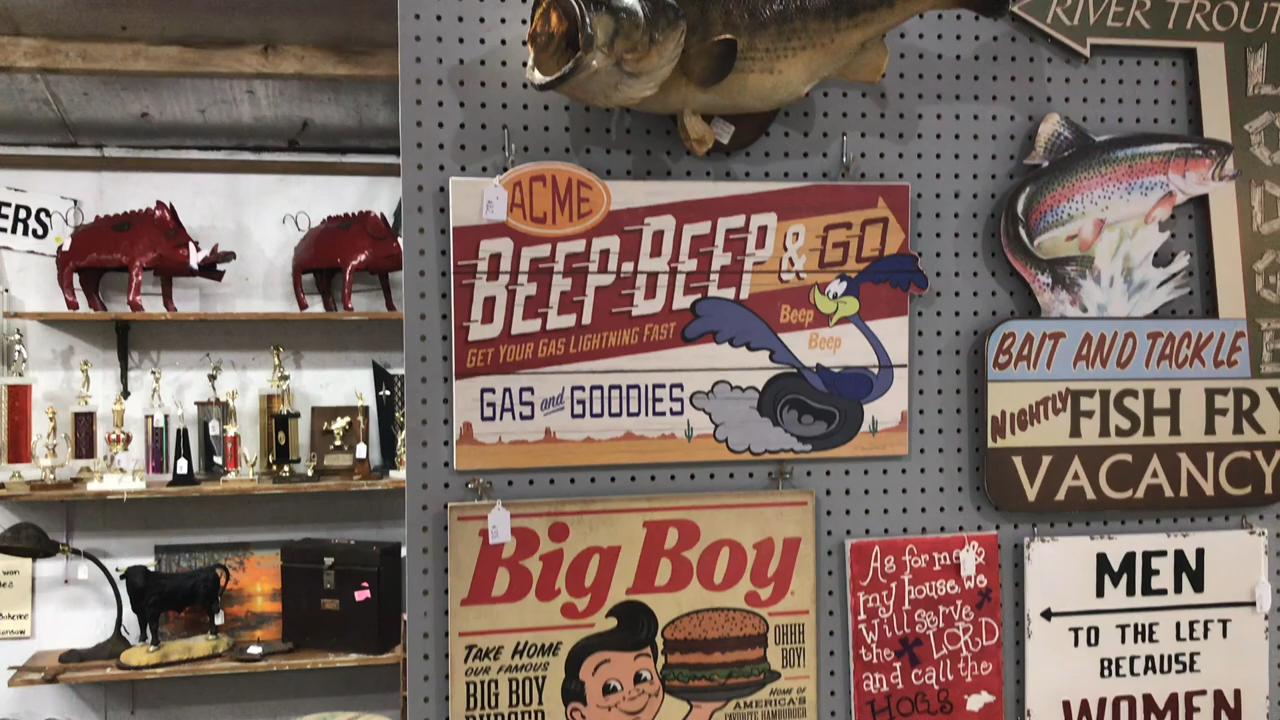 RIVER TROUT
ERS
ACME
BEEP-BEEP & GO
GET YOUR GAS LIGHTNING FAST
Beep
Beep
GAS and GOODIES
BAIT AND TACKLE
NIGHTLY FISH FRY
VACANCY
Big Boy
TAKE HOME
OUR FAMOUS
BIG BOY
BURGER
OHHH
BOY!
HOME OF
AMERICA'S
FAVORITE HAMBURGER
As for me &
my house, we
will serve
the LORD
and call the
HOGS
MEN
TO THE LEFT
BECAUSE
WOMEN